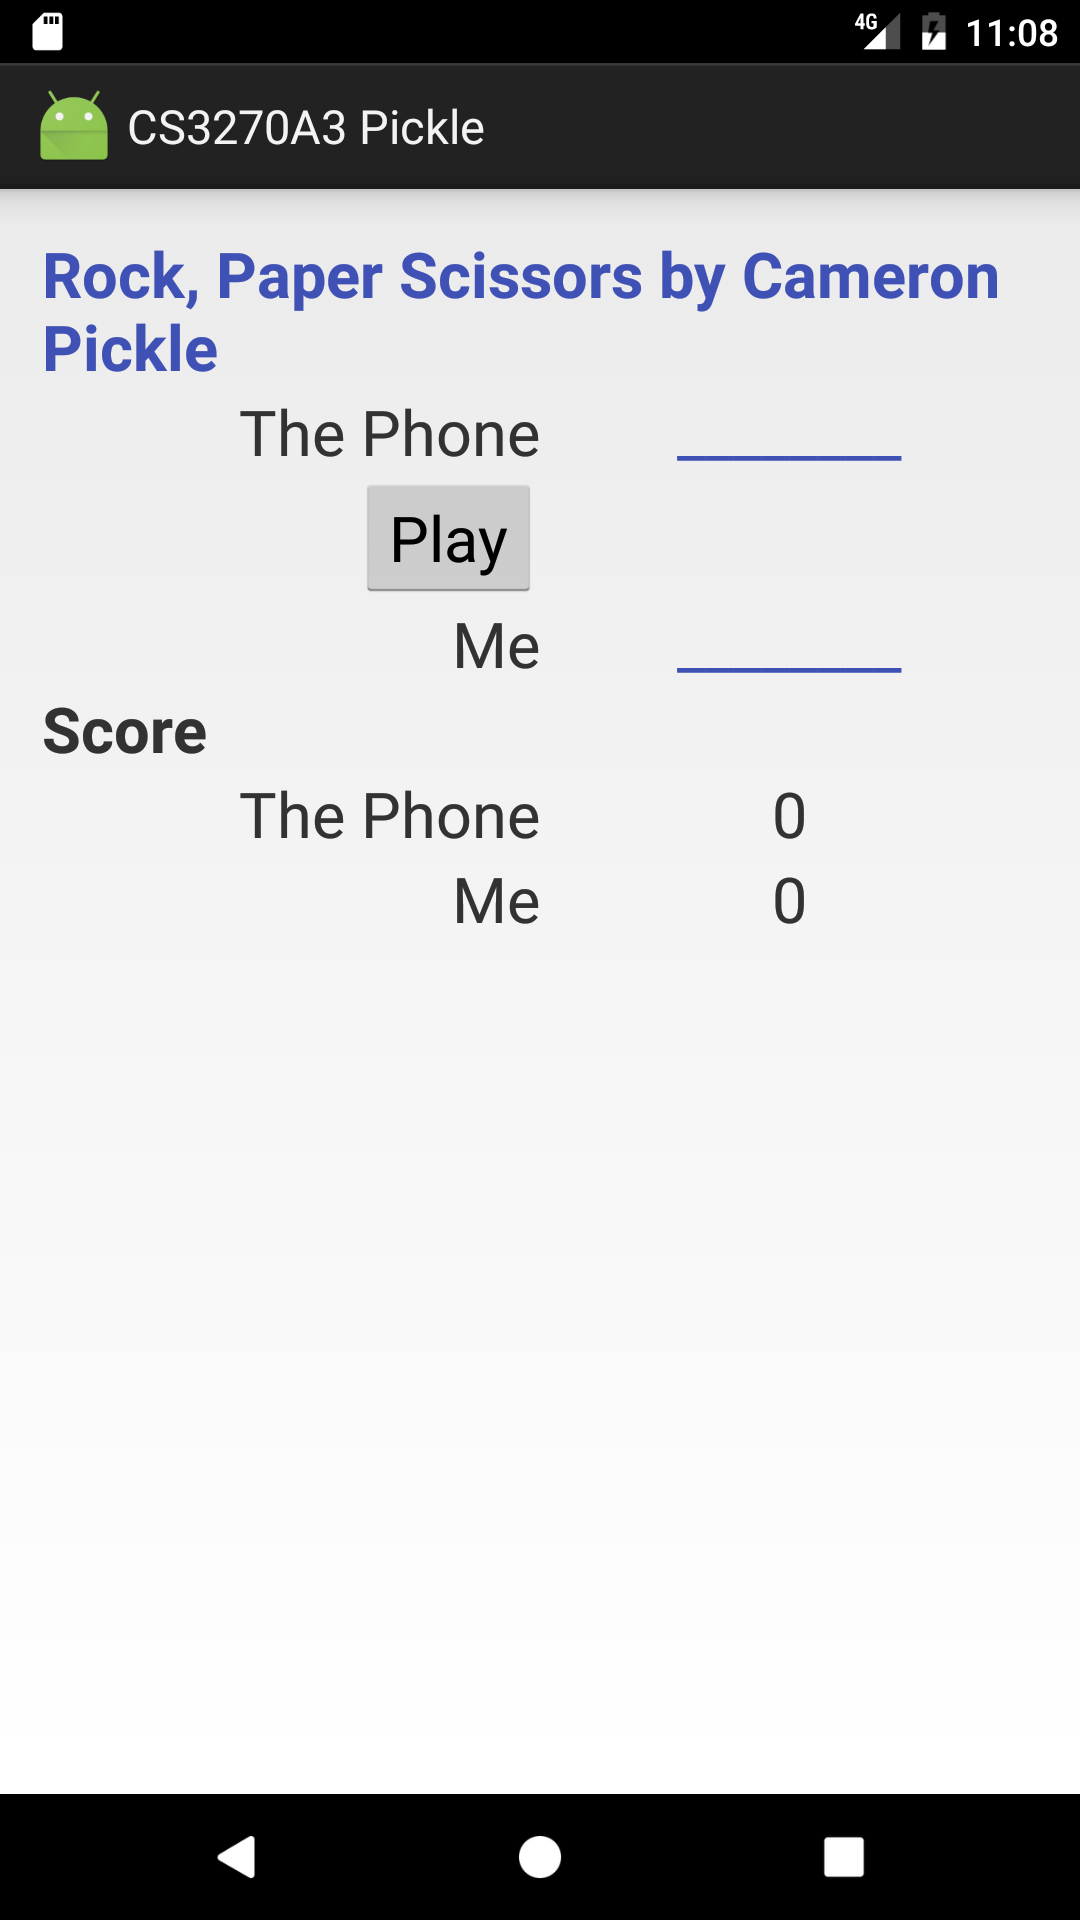 4G 11:08
CS3270A3 Pickle
Rock, Paper Scissors by Cameron
Pickle
The Phone ________
Play
Me ________
Score
The Phone 0
Me 0